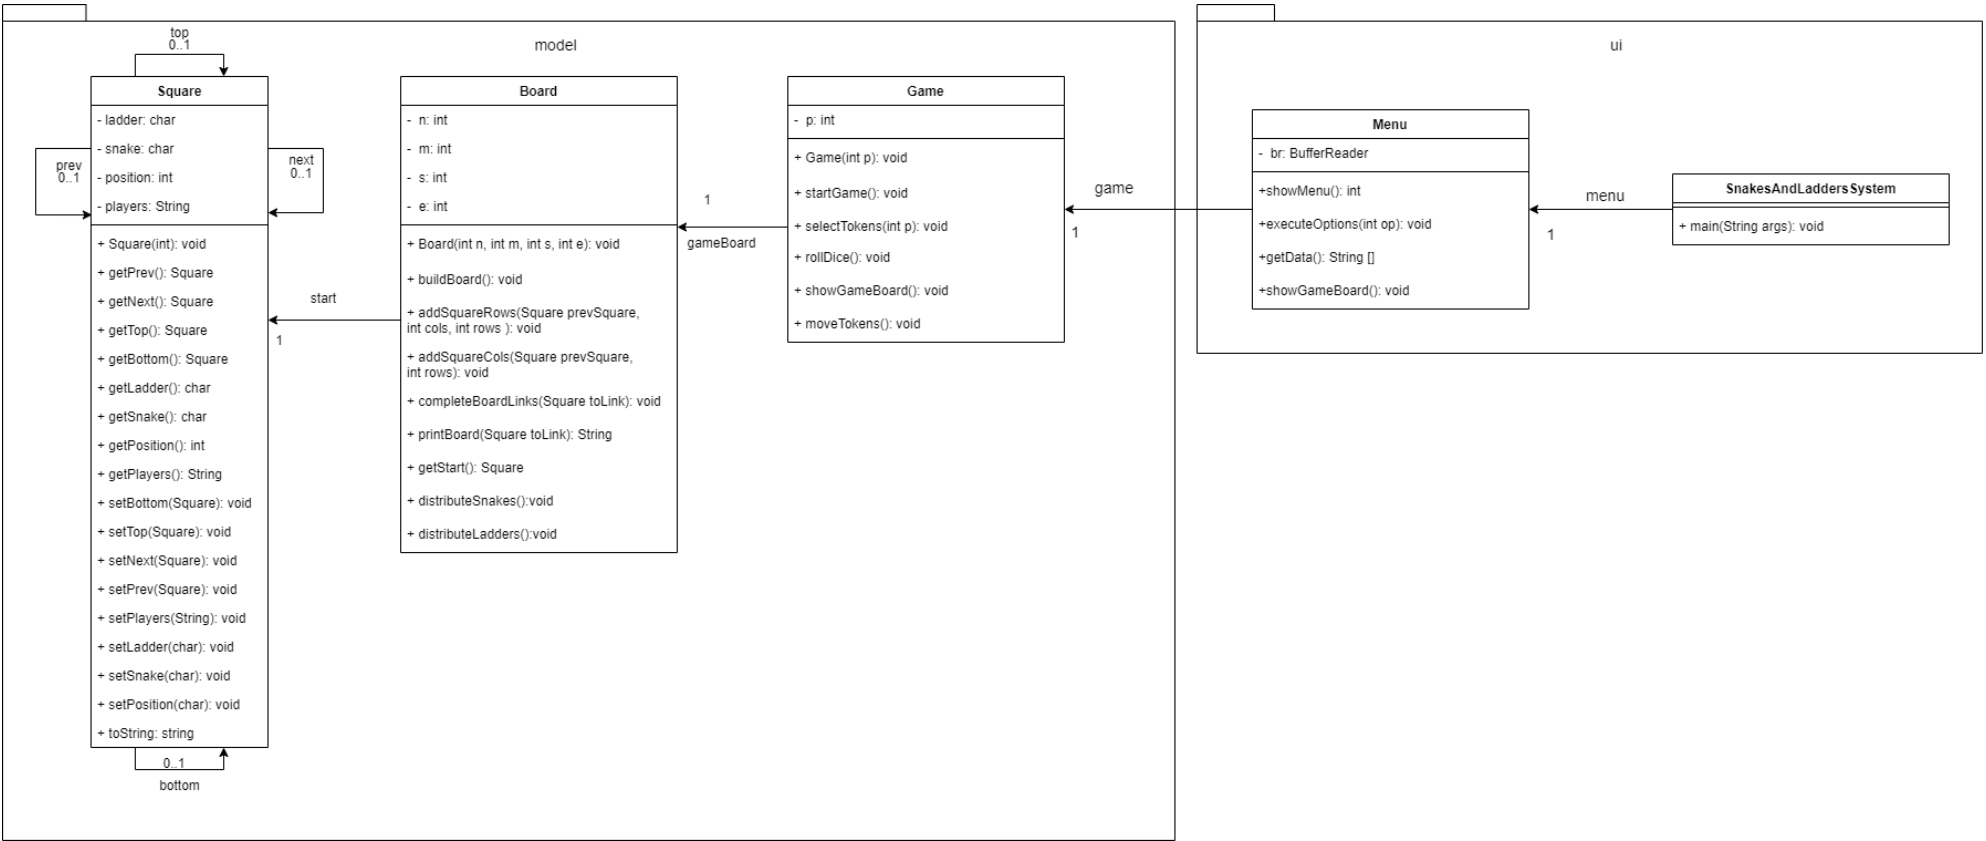 model
top
0..1
Square
- ladder: char
- snake: char
- position: int
- players: String
prev
0..1
next
0..1
+ Square(int): void
+ getPrev(): Square
+ getNext(): Square
+ getTop(): Square
+ getBottom(): Square
+ getLadder(): char
+ getSnake(): char
+ getPosition(): int
+ getPlayers(): String
+ setBottom(Square): void
+ setTop(Square): void
+ setNext(Square): void
+ setPrev(Square): void
+ setPlayers(String): void
+ setLadder(char): void
+ setSnake(char): void
+ setPosition(char): void
+ toString: string
0..1
bottom
start
1
Board
- n: int
- m: int
- s: int
- e: int
+ Board(int n, int m, int s, int e): void
+ buildBoard(): void
+ addSquareRows(Square prevSquare,
int cols, int rows ): void
+ addSquareCols(Square prevSquare,
int rows): void
+ completeBoardLinks(Square toLink): void
+ printBoard(Square toLink): String
+ getStart(): Square
+ distributeSnakes():void
+ distributeLadders():void
1
gameBoard
Game
- p: int
+ Game(int p): void
+ startGame(): void
+ selectTokens(int p): void
+ rollDice(): void
+ showGameBoard(): void
+ moveTokens(): void
game
1
ui
Menu
- br: BufferReader
+showMenu(): int
+executeOptions(int op): void
+getData(): String []
+showGameBoard(): void
menu
1
SnakesAndLaddersSystem
+ main(String args): void